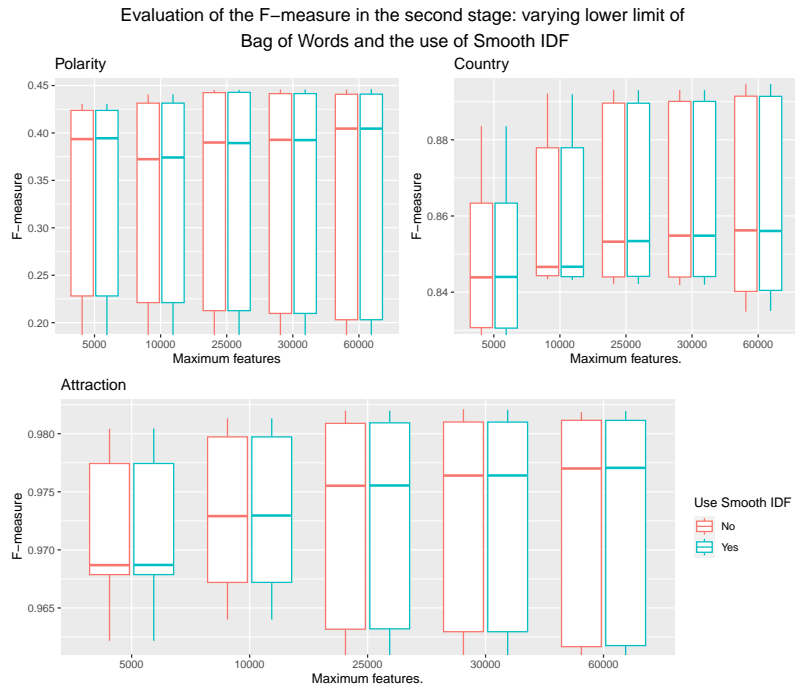 Evaluation of the F−measure in the second stage: varying lower limit of
Bag of Words and the use of Smooth IDF
Polarity
F−measure
0.45
0.40
0.35
0.30
0.25
0.20
5000 10000 25000 30000 60000
Maximum features
Country
F−measure
0.88
0.86
0.84
5000 10000 25000 30000 60000
Maximum features.
Attraction
F−measure
0.980
0.975
0.970
0.965
5000 10000 25000 30000 60000
Maximum features.
Use Smooth IDF
No
Yes